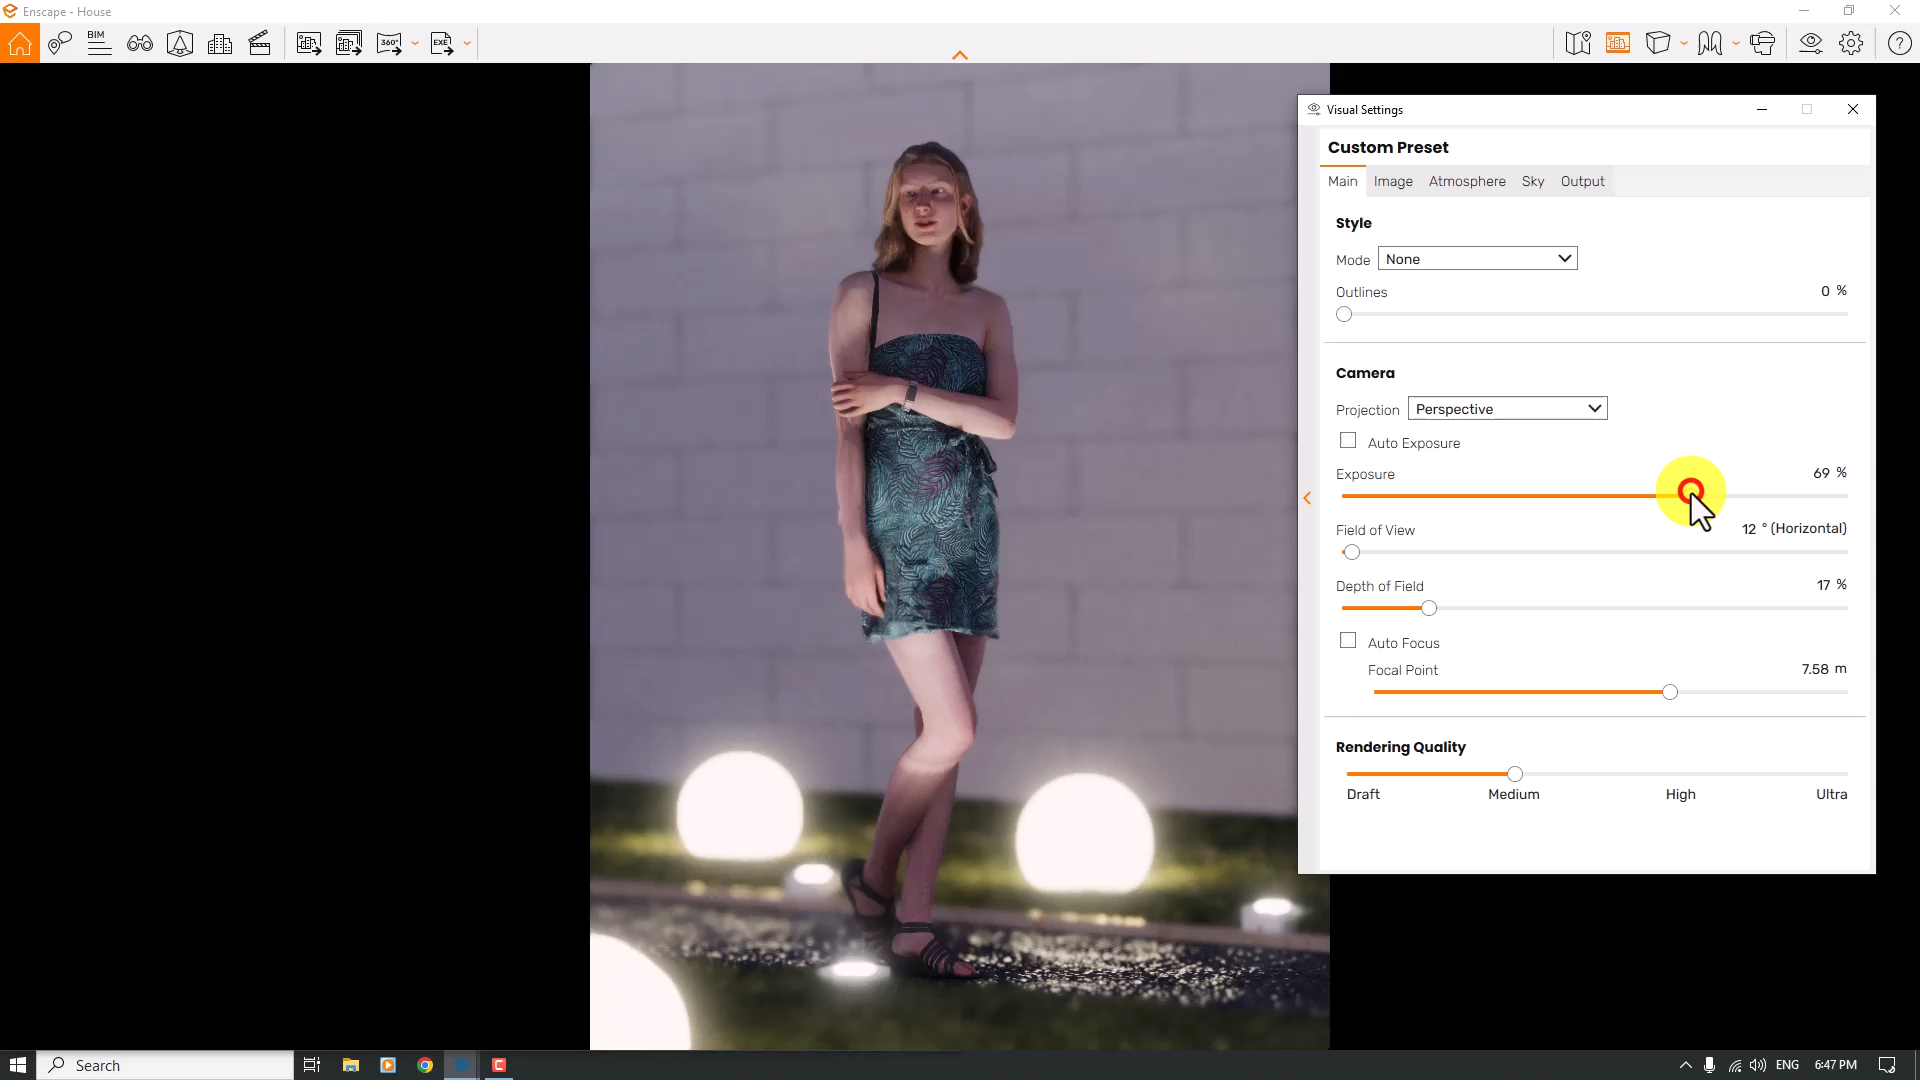 Enscape - House
BIM
360°
EXE
Visual Settings
Custom Preset
Main Image Atmosphere Sky Output
Style
Mode None
Outlines 0 %
Camera
Projection Perspective
Auto Exposure
Exposure 69 %
Field of View 12 ° (Horizontal)
Depth of Field 17 %
Auto Focus
Focal Point 7.58 m
Rendering Quality
Draft Medium High Ultra
Search
ENG 6:47 PM